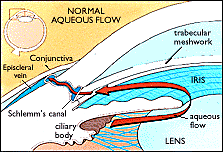 NORMAL
AQUEOUS FLOW
trabecular
meshwork
Conjunctiva
Episcleral
vein
IRIS
Schlemm's canal
ciliary
body
aqueous
flow
LENS